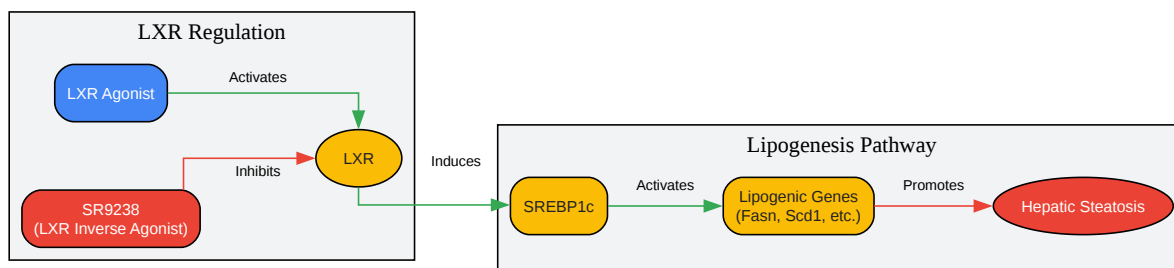 LXR Regulation
LXR Agonist
Activates
LXR
Inhibits
SR9238
(LXR Inverse Agonist)
Induces
Lipogenesis Pathway
SREBP1c
Activates
Lipogenic Genes
(Fasn, Scd1, etc.)
Promotes
Hepatic Steatosis